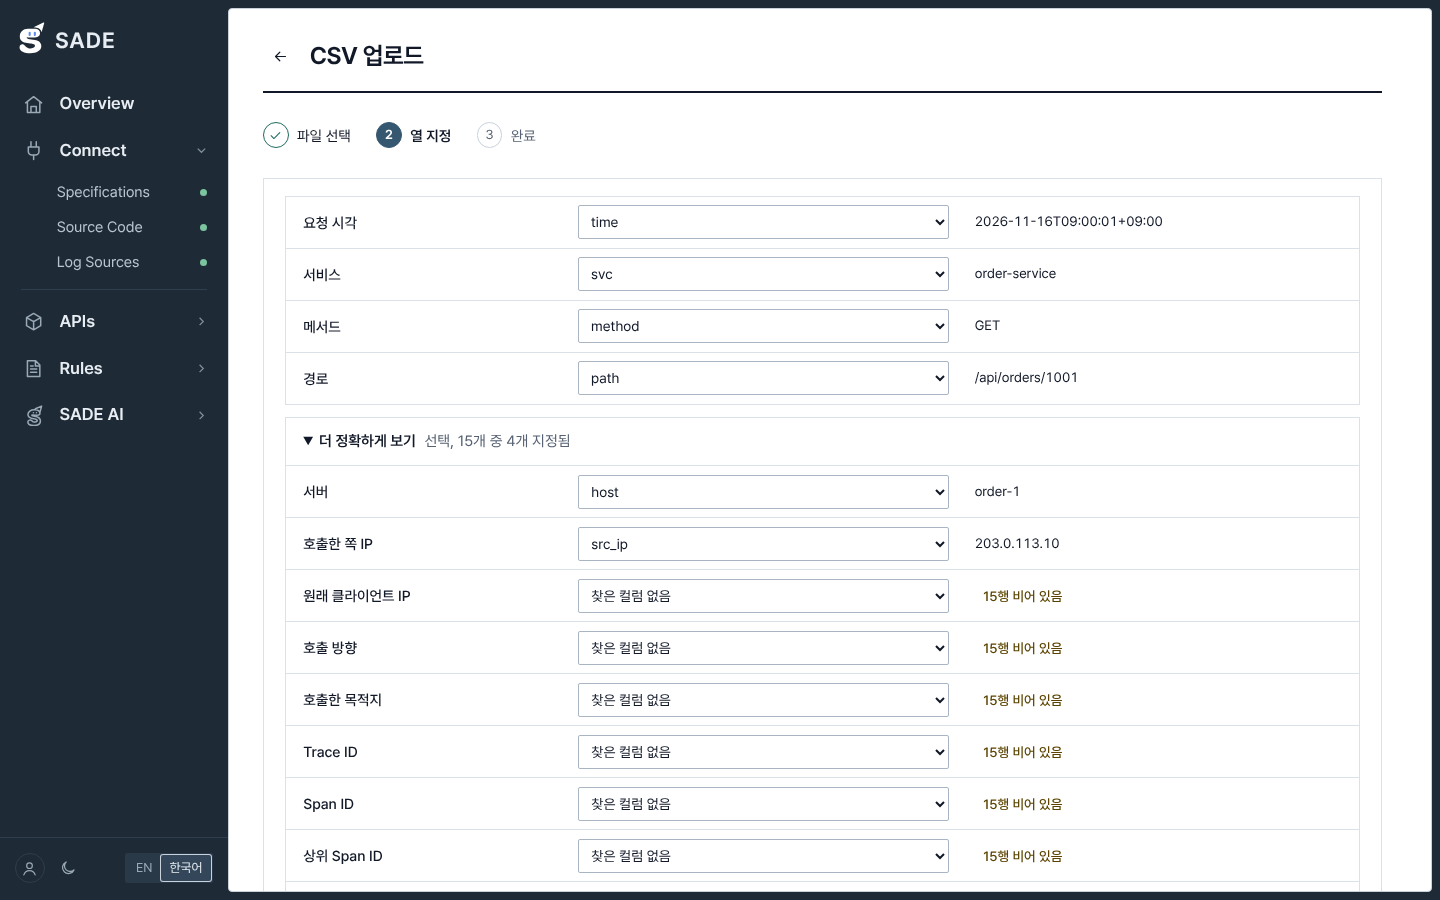 SADE
Overview
Connect
Specifications
Source Code
Log Sources
APIs
Rules
SADE AI
EN 한국어
CSV 업로드
파일 선택 2 열 지정 3 완료
요청 시각 time 2026-11-16T09:00:01+09:00
서비스 svc order-service
메서드 method GET
경로 path /api/orders/1001
더 정확하게 보기 선택, 15개 중 4개 지정됨
서버 host order-1
호출한 쪽 IP src_ip 203.0.113.10
원래 클라이언트 IP 찾은 컬럼 없음 15행 비어 있음
호출 방향 찾은 컬럼 없음 15행 비어 있음
호출한 목적지 찾은 컬럼 없음 15행 비어 있음
Trace ID 찾은 컬럼 없음 15행 비어 있음
Span ID 찾은 컬럼 없음 15행 비어 있음
상위 Span ID 찾은 컬럼 없음 15행 비어 있음